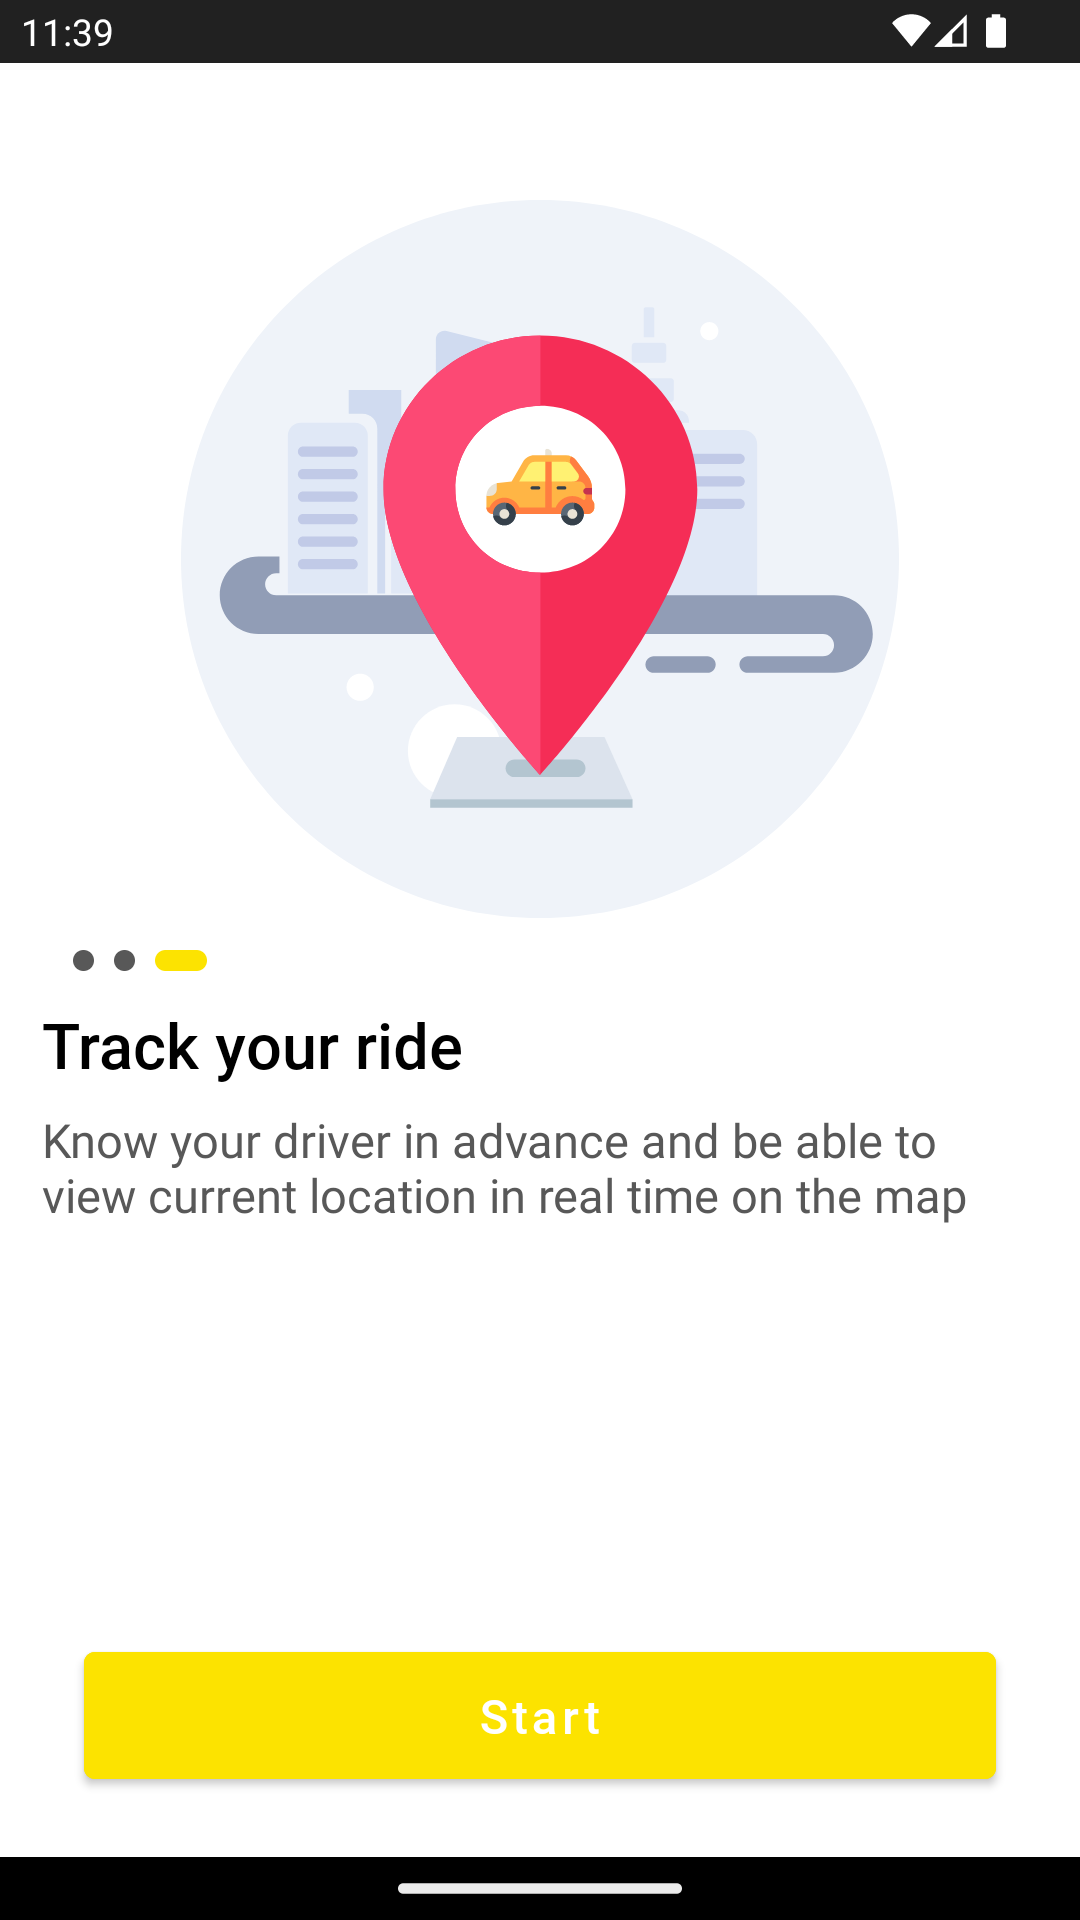 11:39
Track your ride
Know your driver in advance and be able to
view current location in real time on the map
Start